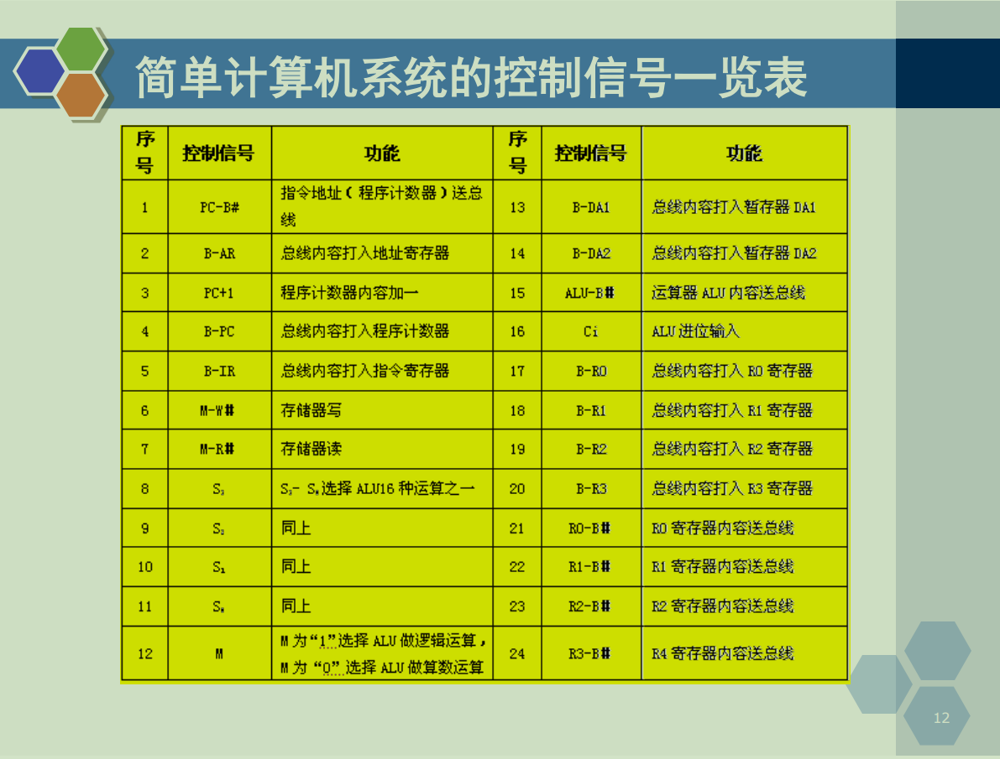 简单计算机系统的控制信号一览表
序号 控制信号 功能 序号 控制信号 功能
1 PC-B# 指令地址（程序计数器）送总线 13 B-DA1 总线内容打入暂存器 DA1
2 B-AR 总线内容打入地址寄存器 14 B-DA2 总线内容打入暂存器 DA2
3 PC+1 程序计数器内容加一 15 ALU-B# 运算器 ALU 内容送总线
4 B-PC 总线内容打入程序计数器 16 Ci ALU 进位输入
5 B-IR 总线内容打入指令寄存器 17 B-R0 总线内容打入 R0 寄存器
6 M-W# 存储器写 18 B-R1 总线内容打入 R1 寄存器
7 M-R# 存储器读 19 B-R2 总线内容打入 R2 寄存器
8 S₃ S₃- S₀选择 ALU16 种运算之一 20 B-R3 总线内容打入 R3 寄存器
9 S₂ 同上 21 R0-B# R0 寄存器内容送总线
10 S₁ 同上 22 R1-B# R1 寄存器内容送总线
11 S₀ 同上 23 R2-B# R2 寄存器内容送总线
12 M M 为“1”选择 ALU 做逻辑运算，M 为 “0” 选择 ALU 做算数运算 24 R3-B# R4 寄存器内容送总线
12